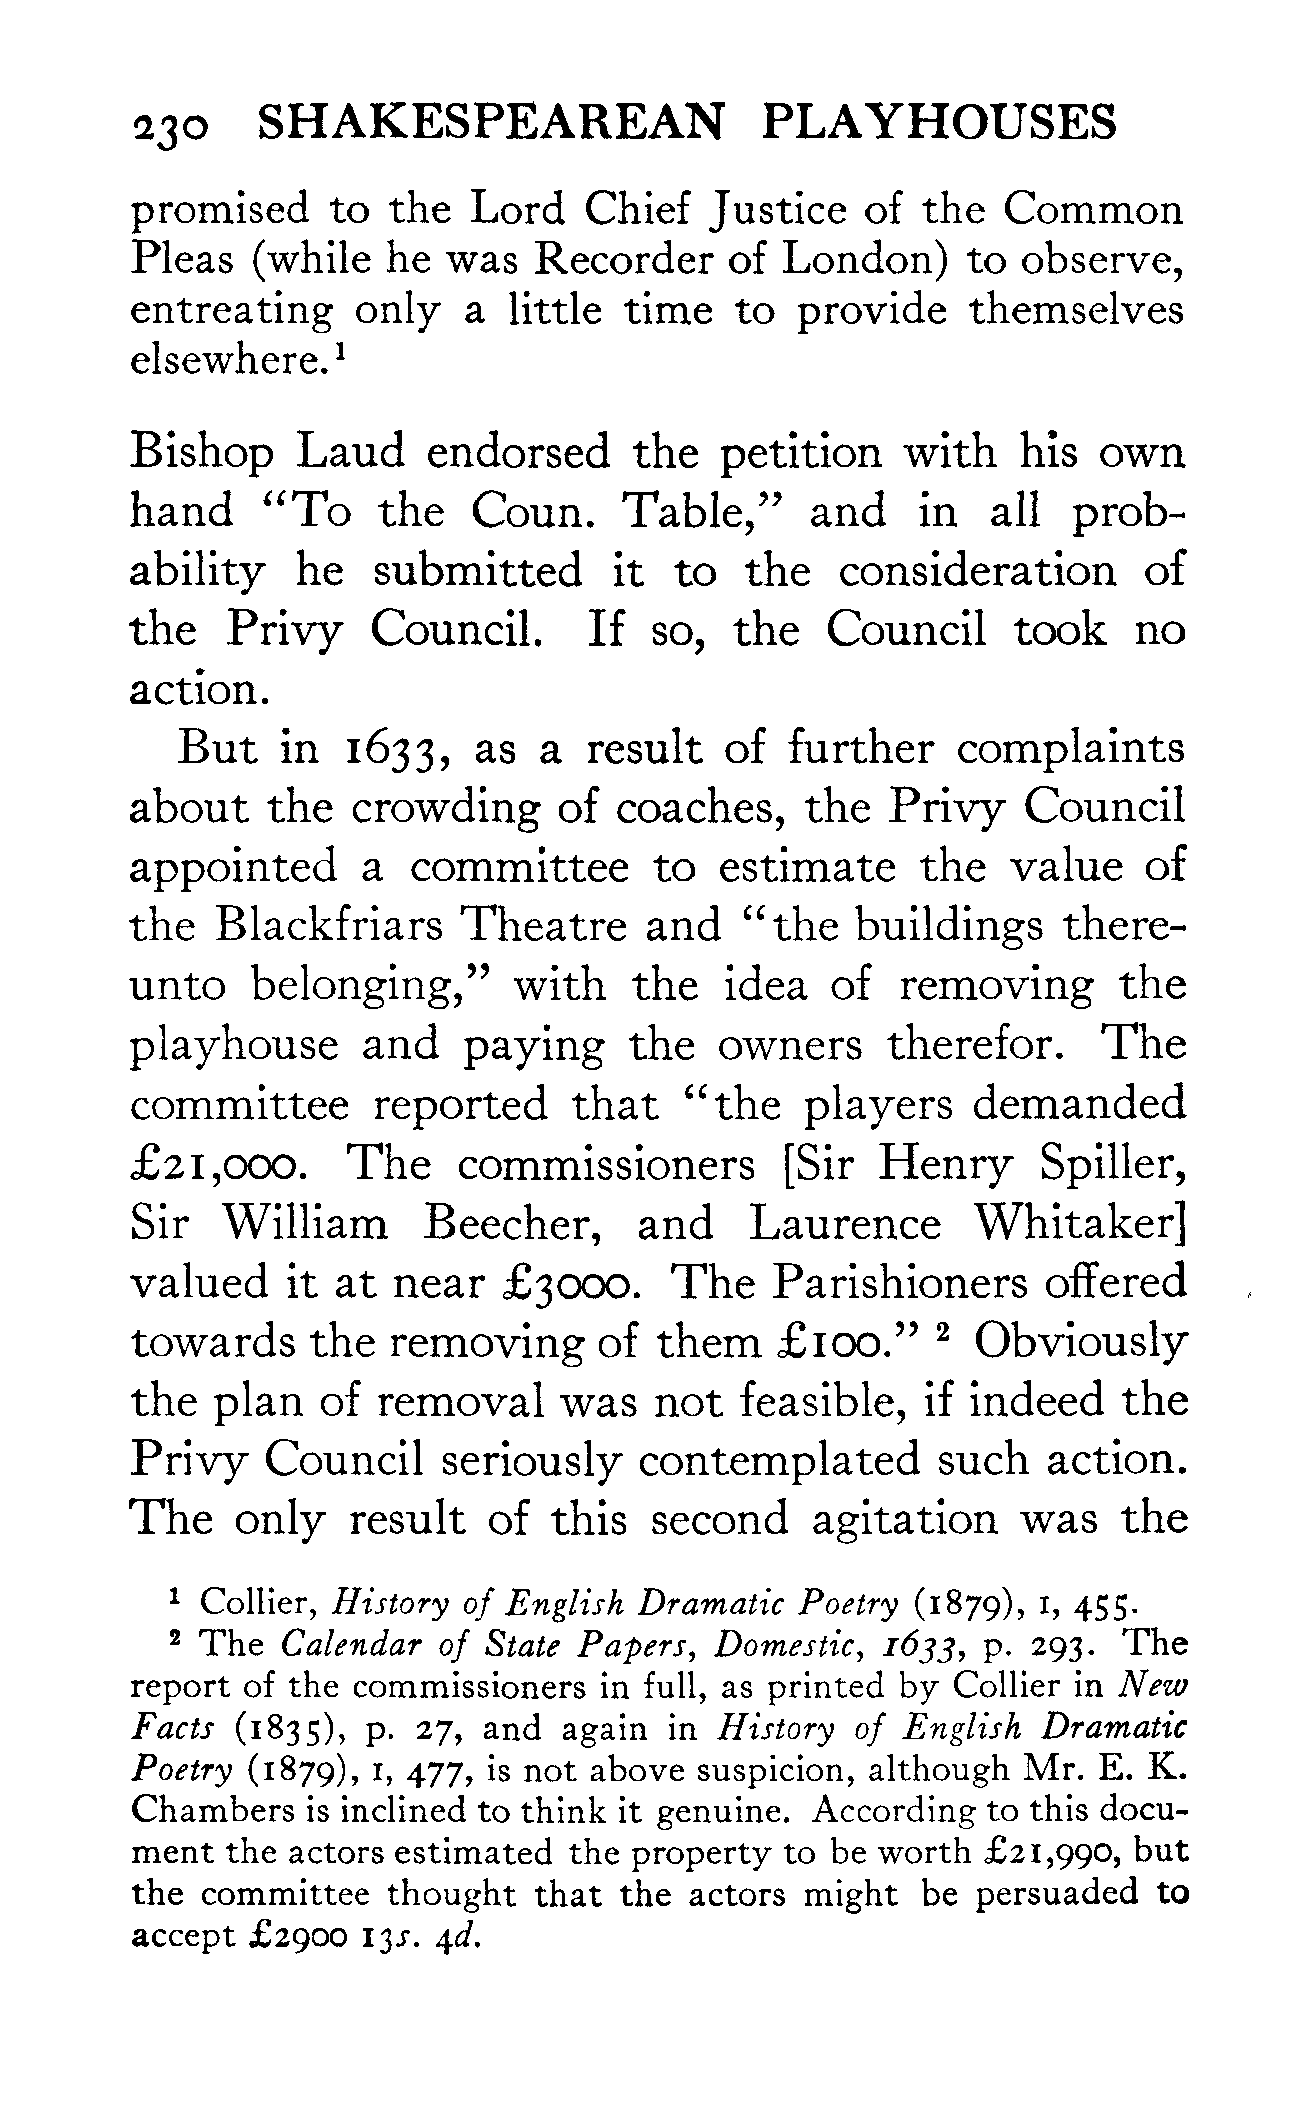 230 SHAKESPEAREAN PLAYHOUSES
promised to the Lord Chief Justice of the Common
Pleas (while he was Recorder of London) to observe,
entreating only a little time to provide themselves
elsewhere.¹
Bishop Laud endorsed the petition with his own
hand “To the Coun. Table,” and in all prob-
ability he submitted it to the consideration of
the Privy Council. If so, the Council took no
action.
But in 1633, as a result of further complaints
about the crowding of coaches, the Privy Council
appointed a committee to estimate the value of
the Blackfriars Theatre and “the buildings there-
unto belonging,” with the idea of removing the
playhouse and paying the owners therefor. The
committee reported that “the players demanded
£21,000. The commissioners [Sir Henry Spiller,
Sir William Beecher, and Laurence Whitaker]
valued it at near £3000. The Parishioners offered
towards the removing of them £100.” ² Obviously
the plan of removal was not feasible, if indeed the
Privy Council seriously contemplated such action.
The only result of this second agitation was the
¹ Collier, History of English Dramatic Poetry (1879), I, 455.
² The Calendar of State Papers, Domestic, 1633, p. 293. The
report of the commissioners in full, as printed by Collier in New
Facts (1835), p. 27, and again in History of English Dramatic
Poetry (1879), I, 477, is not above suspicion, although Mr. E. K.
Chambers is inclined to think it genuine. According to this docu-
ment the actors estimated the property to be worth £21,990, but
the committee thought that the actors might be persuaded to
accept £2900 13s. 4d.